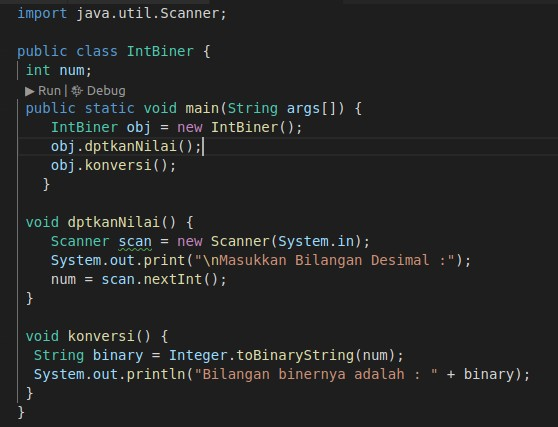 import java.util.Scanner;
public class IntBiner {
int num;
Run | Debug
public static void main(String args[]) {
IntBiner obj = new IntBiner();
obj.dptkanNilai();
obj.konversi();
}
void dptkanNilai() {
Scanner scan = new Scanner(System.in);
System.out.print("\nMasukkan Bilangan Desimal :");
num = scan.nextInt();
}
void konversi() {
String binary = Integer.toBinaryString(num);
System.out.println("Bilangan binernya adalah : " + binary);
}
}